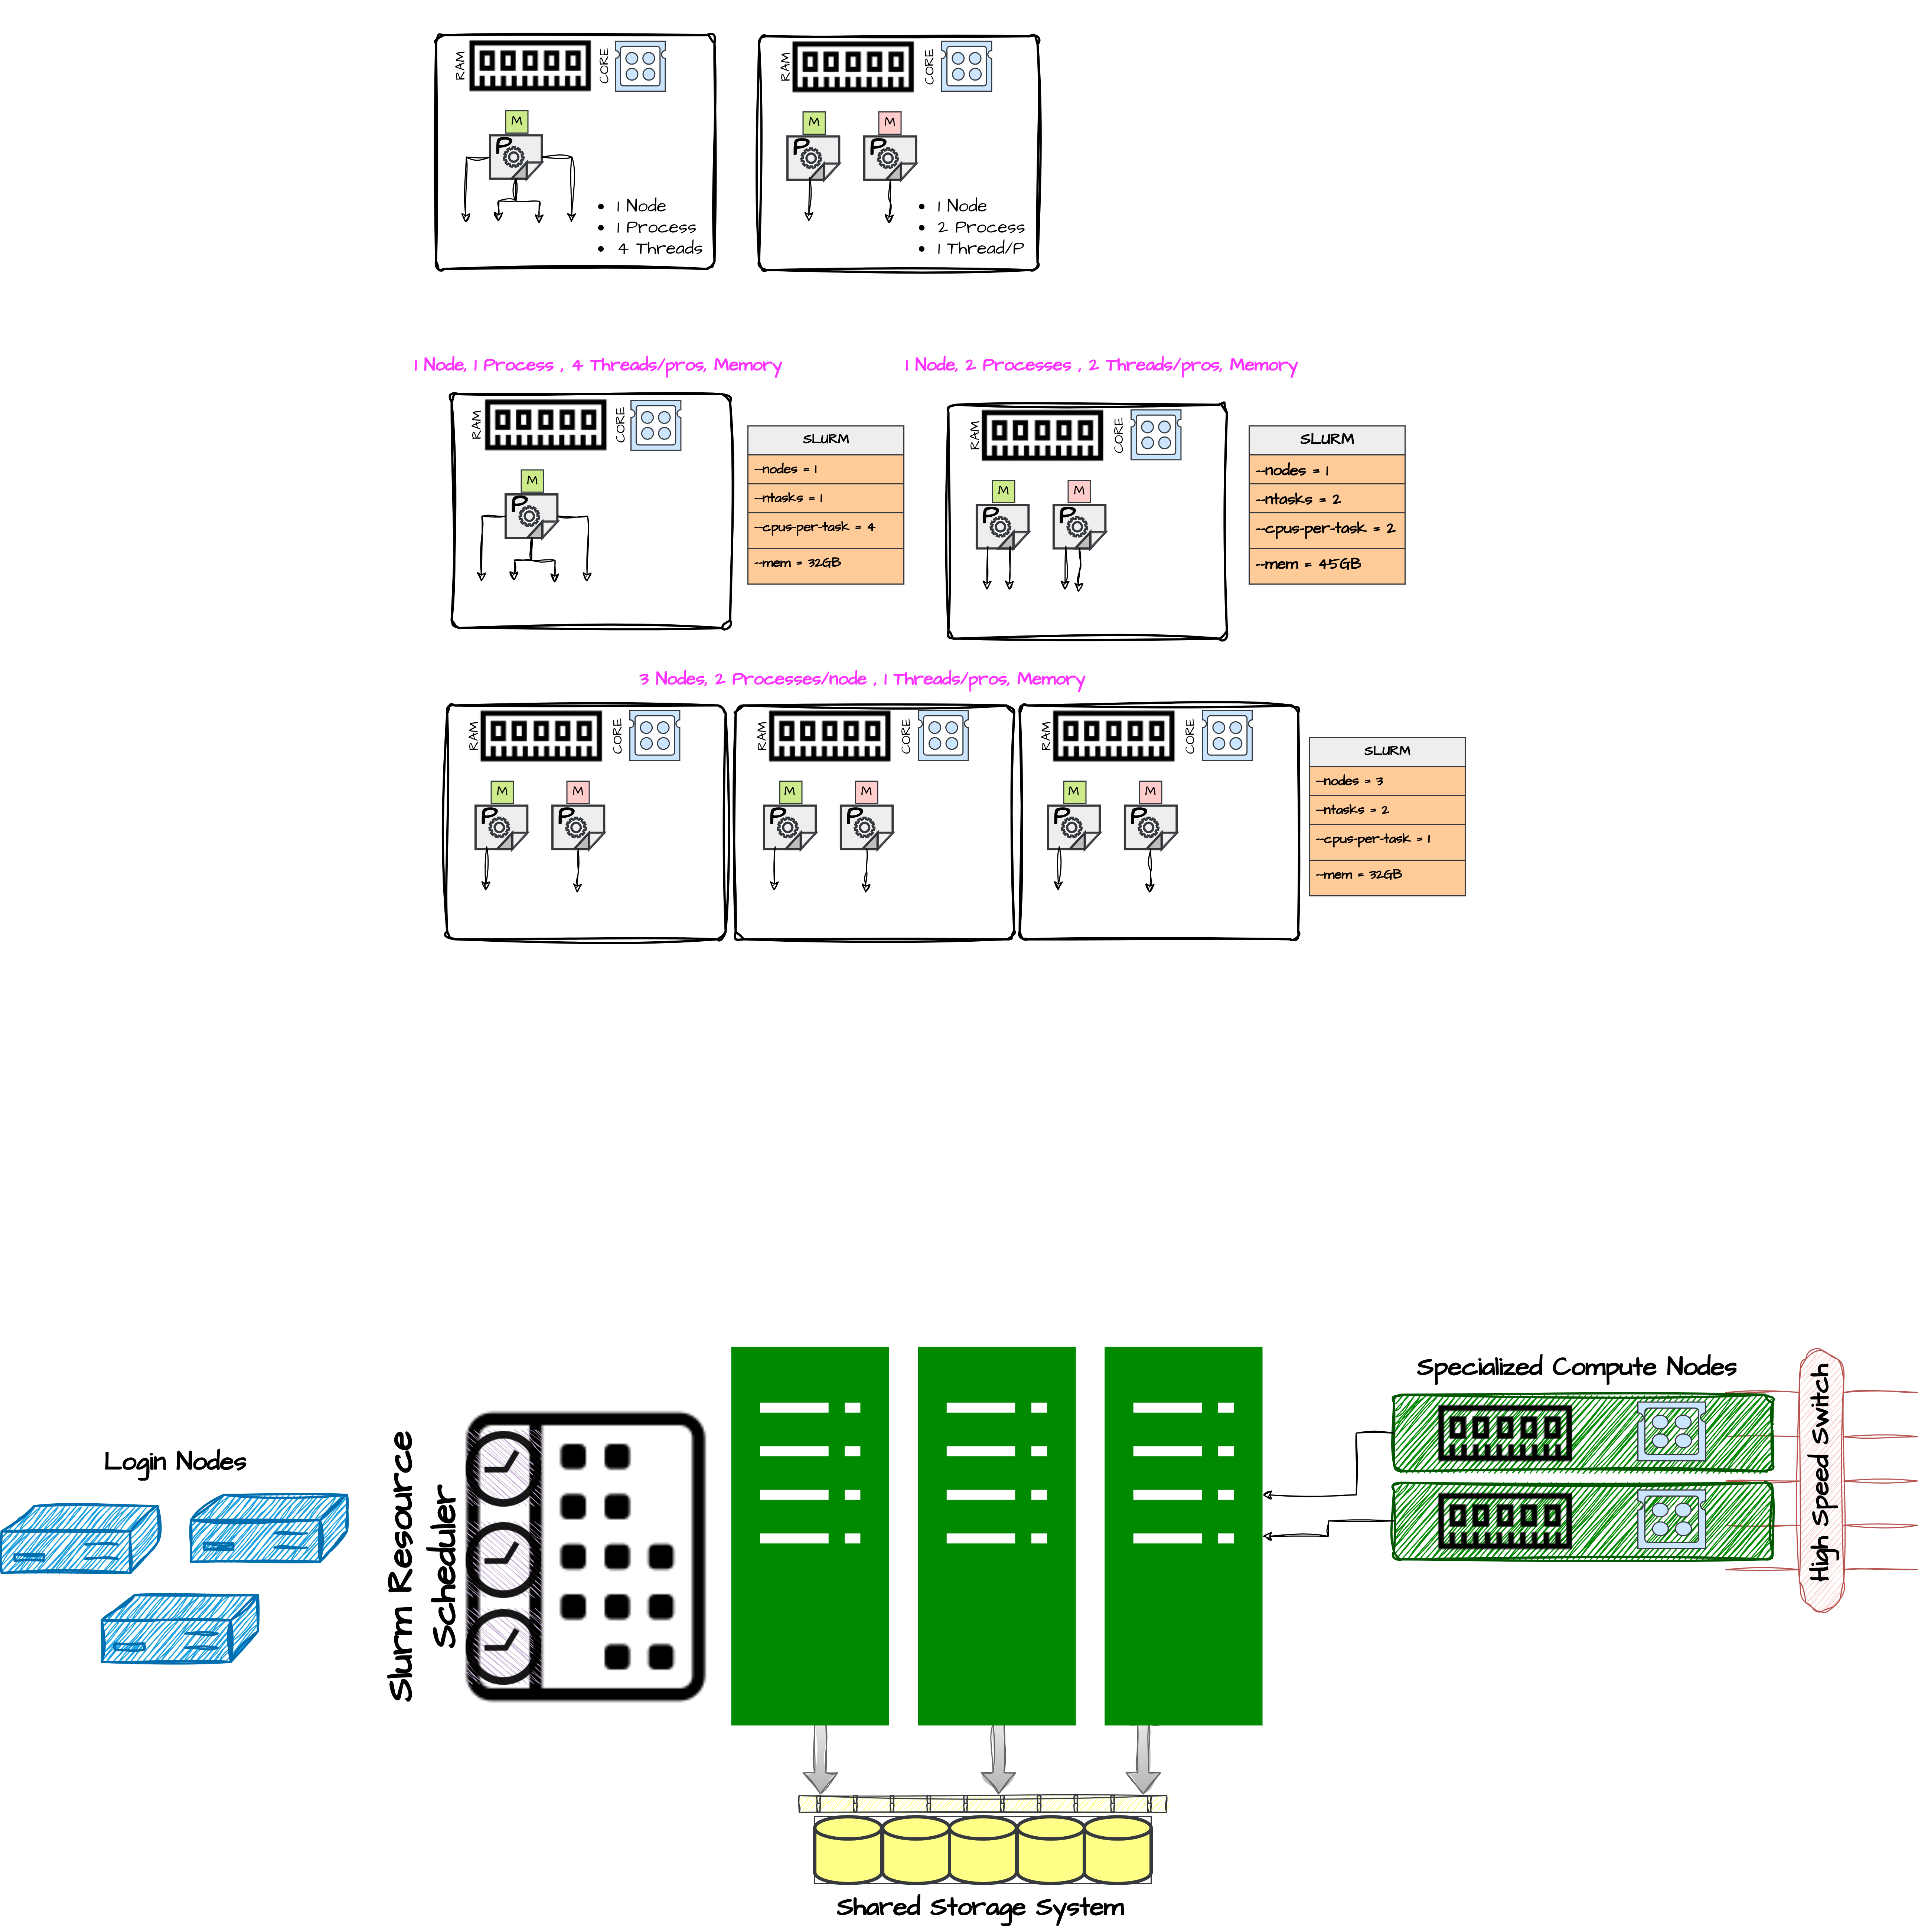 RAM
CORE
M
P
1 Node
1 Process
4 Threads
RAM
CORE
M
M
P
P
1 Node
2 Process
1 Thread/P
1 Node, 1 Process , 4 Threads/pros, Memory
RAM
CORE
M
P
SLURM
--nodes = 1
--ntasks = 1
--cpus-per-task = 4
--mem = 32GB
1 Node, 2 Processes , 2 Threads/pros, Memory
RAM
CORE
M
M
P
P
SLURM
--nodes = 1
--ntasks = 2
--cpus-per-task = 2
--mem = 45GB
3 Nodes, 2 Processes/node , 1 Threads/pros, Memory
RAM
CORE
M
M
P
P
RAM
CORE
M
M
P
P
RAM
CORE
M
M
P
P
SLURM
--nodes = 3
--ntasks = 2
--cpus-per-task = 1
--mem = 32GB
Login Nodes
Slurm Resource
Scheduler
Specialized Compute Nodes
High Speed Switch
Shared Storage System